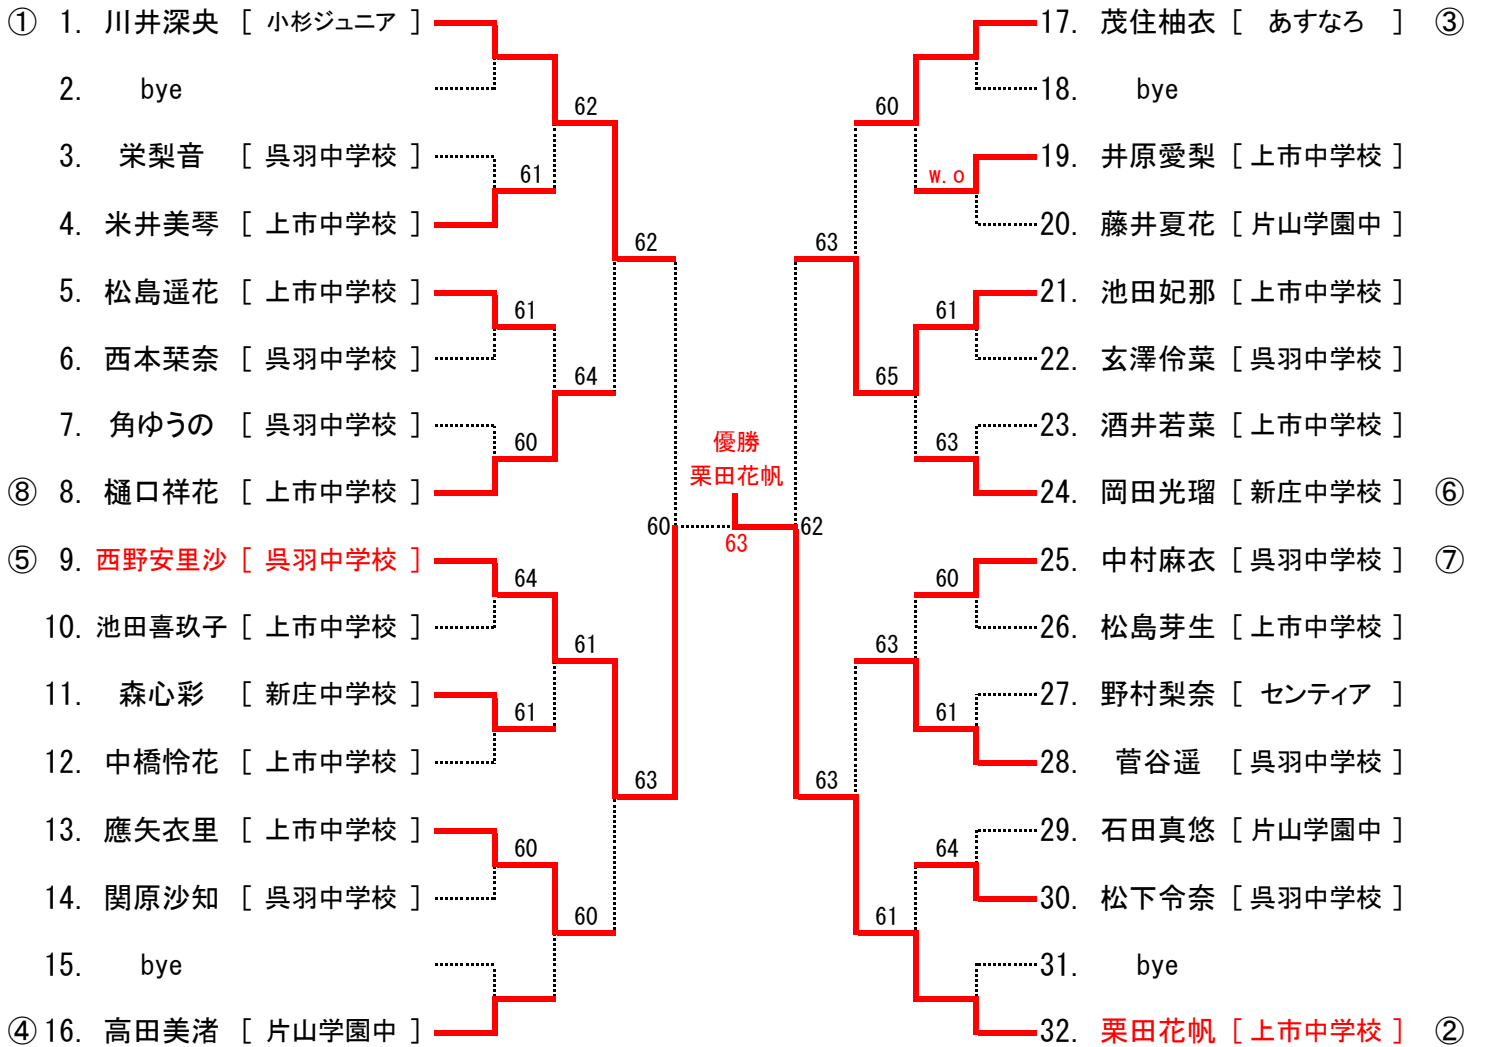 ① 1. 川井深央 [ 小杉ジュニア ]
2. bye
62
3. 栄梨音 [ 呉羽中学校 ]
61
4. 米井美琴 [ 上市中学校 ]
62
5. 松島遥花 [ 上市中学校 ]
61
6. 西本栞奈 [ 呉羽中学校 ]
64
7. 角ゆうの [ 呉羽中学校 ]
60
⑧ 8. 樋口祥花 [ 上市中学校 ]
60
⑤ 9. 西野安里沙 [ 呉羽中学校 ]
64
10. 池田喜玖子 [ 上市中学校 ]
61
11. 森心彩 [ 新庄中学校 ]
61
12. 中橋怜花 [ 上市中学校 ]
63
13. 應矢衣里 [ 上市中学校 ]
60
14. 関原沙知 [ 呉羽中学校 ]
60
15. bye
④ 16. 高田美渚 [ 片山学園中 ]
優勝
栗田花帆
63
17. 茂住柚衣 [ あすなろ ] ③
18. bye
60
19. 井原愛梨 [ 上市中学校 ]
w.o
20. 藤井夏花 [ 片山学園中 ]
63
21. 池田妃那 [ 上市中学校 ]
61
22. 玄澤伶菜 [ 呉羽中学校 ]
65
23. 酒井若菜 [ 上市中学校 ]
63
24. 岡田光瑠 [ 新庄中学校 ] ⑥
62
25. 中村麻衣 [ 呉羽中学校 ] ⑦
60
26. 松島芽生 [ 上市中学校 ]
63
27. 野村梨奈 [ センティア ]
61
28. 菅谷遥 [ 呉羽中学校 ]
63
29. 石田真悠 [ 片山学園中 ]
64
30. 松下令奈 [ 呉羽中学校 ]
61
31. bye
32. 栗田花帆 [ 上市中学校 ] ②